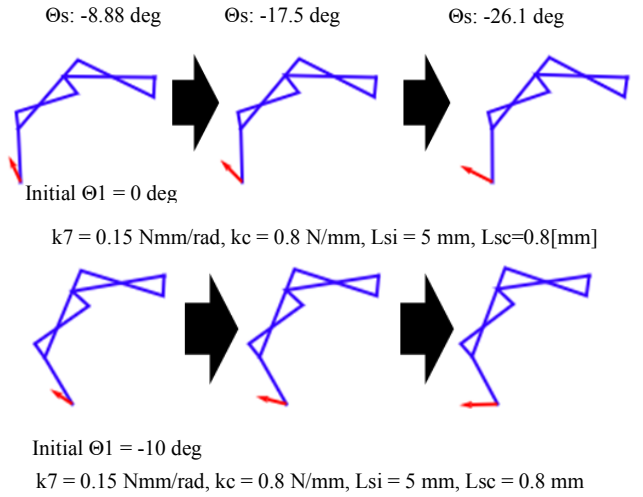 Θs: -8.88 deg Θs: -17.5 deg Θs: -26.1 deg
Initial Θ1 = 0 deg
k7 = 0.15 Nmm/rad, kc = 0.8 N/mm, Lsi = 5 mm, Lsc=0.8[mm]
Initial Θ1 = -10 deg
k7 = 0.15 Nmm/rad, kc = 0.8 N/mm, Lsi = 5 mm, Lsc = 0.8 mm